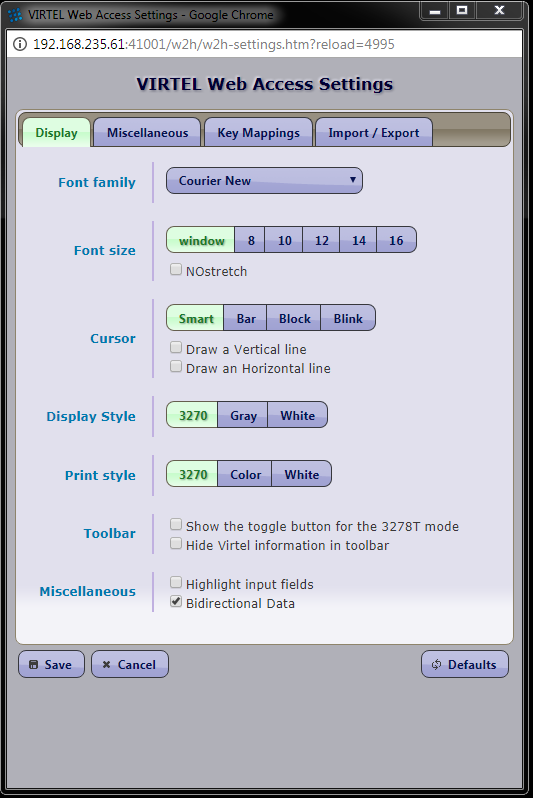 VIRTEL Web Access Settings - Google Chrome
192.168.235.61:41001/w2h/w2h-settings.htm?reload=4995
VIRTEL Web Access Settings
Display Miscellaneous Key Mappings Import / Export
Font family Courier New
Font size window 8 10 12 14 16
NOstretch
Cursor Smart Bar Block Blink
Draw a Vertical line
Draw an Horizontal line
Display Style 3270 Gray White
Print style 3270 Color White
Toolbar Show the toggle button for the 3278T mode
Hide Virtel information in toolbar
Miscellaneous Highlight input fields
Bidirectional Data
Save Cancel Defaults